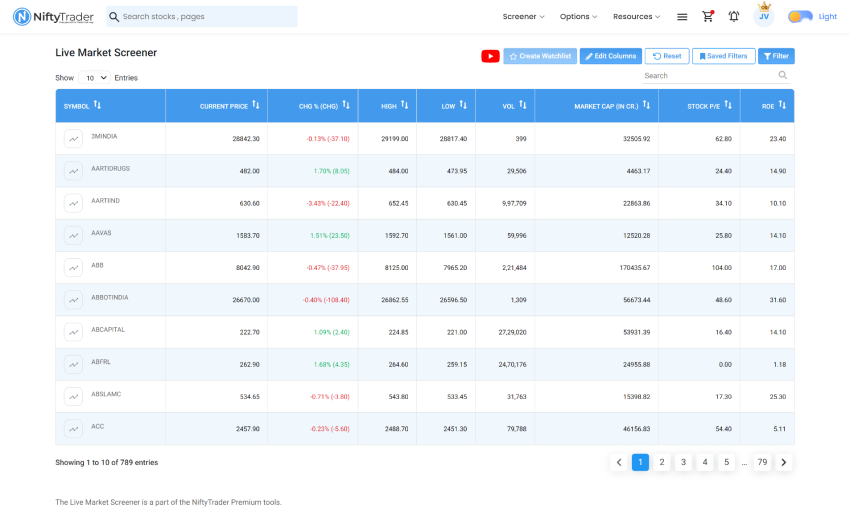 NiftyTrader Search stocks , pages Screener Options Resources JV Light
Live Market Screener
Create Watchlist Edit Columns Reset Saved Filters Filter
Show 10 Entries Search
SYMBOL CURRENT PRICE CHG % (CHG) HIGH LOW VOL MARKET CAP (IN CR.) STOCK P/E ROE
3MINDIA 28842.30 -0.13% (-37.10) 29199.00 28817.40 399 32505.92 62.80 23.40
AARTIDRUGS 482.00 1.70% (8.05) 484.00 473.95 29,506 4463.17 24.40 14.90
AARTIIND 630.60 -3.43% (-22.40) 652.45 630.45 9,97,709 22863.86 34.10 10.10
AAVAS 1583.70 1.51% (23.50) 1592.70 1561.00 59,996 12520.28 25.80 14.10
ABB 8042.90 -0.47% (-37.95) 8125.00 7965.20 2,21,484 170435.67 104.00 17.00
ABBOTINDIA 26670.00 -0.40% (-108.40) 26862.55 26596.50 1,309 56673.44 48.60 31.60
ABCAPITAL 222.70 1.09% (2.40) 224.85 221.00 27,29,020 53931.39 16.40 14.10
ABFRL 262.90 1.68% (4.35) 264.60 259.15 24,70,176 24955.88 0.00 1.18
ABSLAMC 534.65 -0.71% (-3.80) 543.80 533.45 31,763 15398.82 17.30 25.30
ACC 2457.90 -0.23% (-5.60) 2488.70 2451.30 79,788 46156.83 54.40 5.11
Showing 1 to 10 of 789 entries 1 2 3 4 5 ... 79
The Live Market Screener is a part of the NiftyTrader Premium tools.